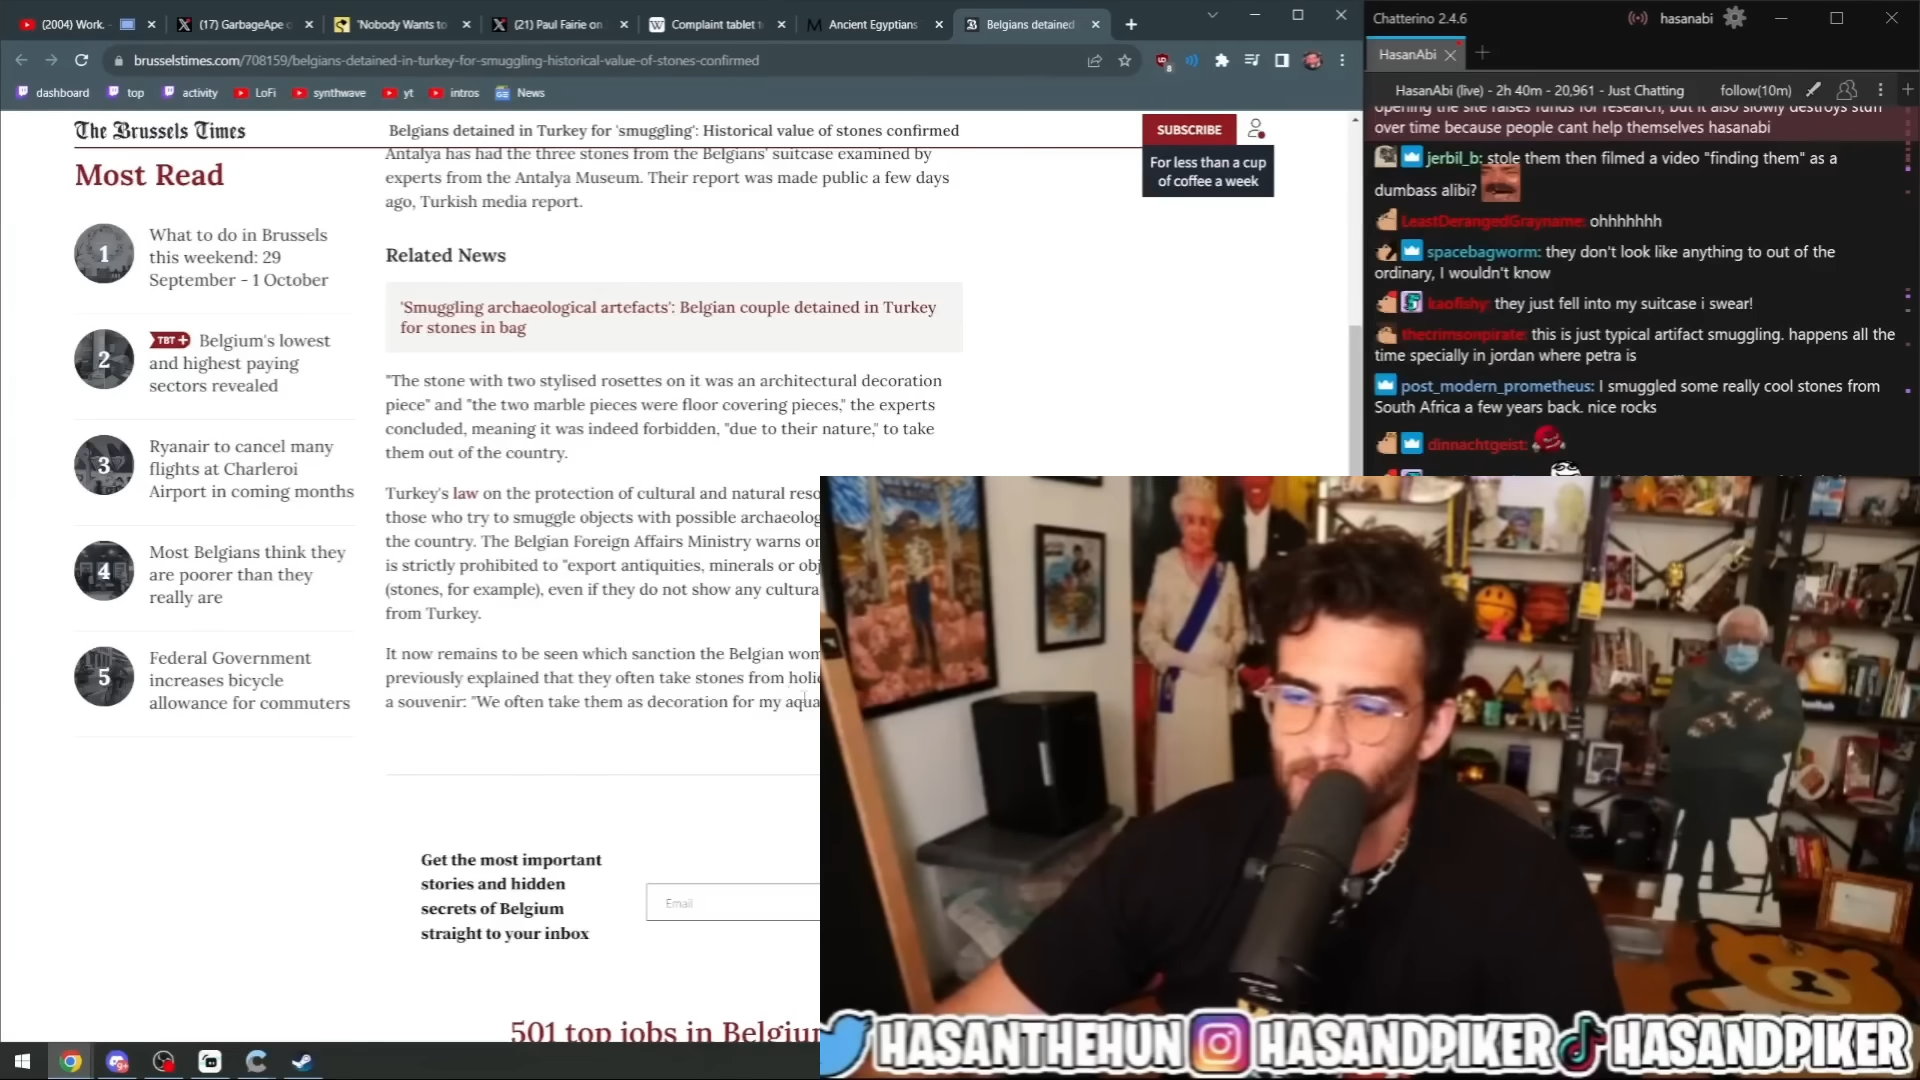 (2004) Work.
(17) GarbageApe o
"Nobody Wants to
(21) Paul Fairie on
Complaint tablet t
Ancient Egyptians
Belgians detained
brusselstimes.com/708159/belgians-detained-in-turkey-for-smuggling-historical-value-of-stones-confirmed
8
dashboard
top
activity
LoFi
synthwave
yt
intros
News
The Brussels Times
Belgians detained in Turkey for 'smuggling': Historical value of stones confirmed
SUBSCRIBE
For less than a cup
of coffee a week
Most Read
1
What to do in Brussels
this weekend: 29
September - 1 October
2
TBT +
Belgium's lowest
and highest paying
sectors revealed
3
Ryanair to cancel many
flights at Charleroi
Airport in coming months
4
Most Belgians think they
are poorer than they
really are
5
Federal Government
increases bicycle
allowance for commuters
Antalya has had the three stones from the Belgians' suitcase examined by
experts from the Antalya Museum. Their report was made public a few days
ago, Turkish media report.
Related News
'Smuggling archaeological artefacts': Belgian couple detained in Turkey
for stones in bag
"The stone with two stylised rosettes on it was an architectural decoration
piece" and "the two marble pieces were floor covering pieces," the experts
concluded, meaning it was indeed forbidden, "due to their nature," to take
them out of the country.
Turkey's law on the protection of cultural and natural reso
those who try to smuggle objects with possible archaeolog
the country. The Belgian Foreign Affairs Ministry warns on
is strictly prohibited to "export antiquities, minerals or obj
(stones, for example), even if they do not show any cultura
from Turkey.
It now remains to be seen which sanction the Belgian wom
previously explained that they often take stones from holid
a souvenir: "We often take them as decoration for my aqua
Get the most important
stories and hidden
secrets of Belgium
straight to your inbox
Email
501 top jobs in Belgium
Chatterino 2.4.6
hasanabi
HasanAbi
HasanAbi (live) - 2h 40m - 20,961 - Just Chatting
follow(10m)
opening the site raises funds for research, but it also slowly destroys stuff
over time because people cant help themselves hasanabi
jerbil_b: stole them then filmed a video "finding them" as a
dumbass alibi?
LeastDerangedGrayname: ohhhhhhh
spacebagworm: they don't look like anything to out of the
ordinary, I wouldn't know
kaofishy: they just fell into my suitcase i swear!
thecrimsonpirate: this is just typical artifact smuggling. happens all the
time specially in jordan where petra is
post_modern_prometheus: I smuggled some really cool stones from
South Africa a few years back. nice rocks
dinnachtgeist:
HASANTHEHUN
HASANDPIKER
HASANDPIKER